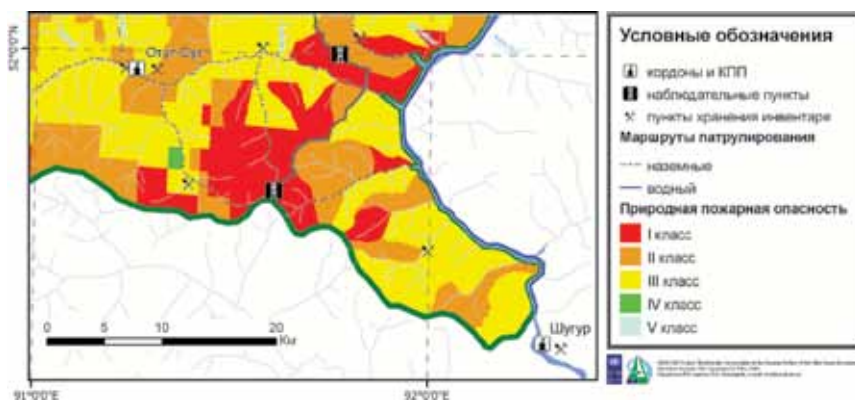 52°0'0"N
Шугур
0 5 10 20
Км
91°0'0"E
92°0'0"E
Условные обозначения
кордоны и КПП
наблюдательные пункты
пункты хранения инвентаря
Маршруты патрулирования
наземные
водный
Природная пожарная опасность
I класс
II класс
III класс
IV класс
V класс